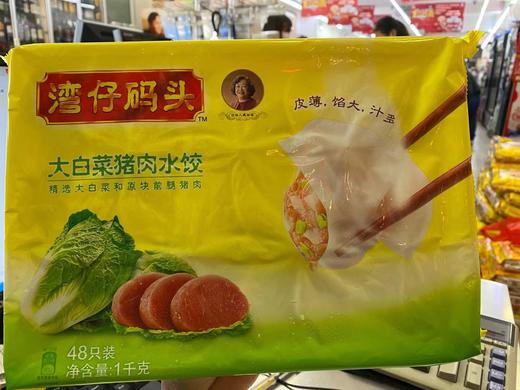 湾仔码头
TM
皮薄,馅大,汁多
大白菜猪肉水饺
精选大白菜和原块前腿猪肉
48只装
净含量:1千克